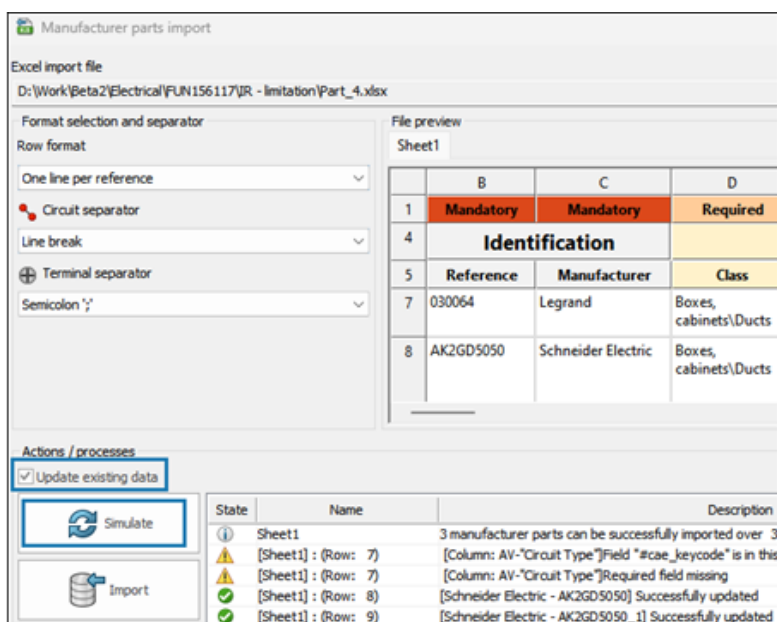 Manufacturer parts import
Excel import file
D:\Work\Beta2\Electrical\FUN156117\IR - limitation\Part_4.xlsx
Format selection and separator
Row format
One line per reference
Circuit separator
Line break
Terminal separator
Semicolon ';'
File preview
Sheet1
B C D
1 Mandatory Mandatory Required
4 Identification
5 Reference Manufacturer Class
7 030064 Legrand Boxes,
cabinets\Ducts
8 AK2GD5050 Schneider Electric Boxes,
cabinets\Ducts
Actions / processes
Update existing data
Simulate
Import
State Name Description
Sheet1 3 manufacturer parts can be successfully imported over 3
[Sheet1] : (Row: 7) [Column: AV-"Circuit Type"]Field "#cae_keycode" is in this
[Sheet1] : (Row: 7) [Column: AV-"Circuit Type"]Required field missing
[Sheet1] : (Row: 8) [Schneider Electric - AK2GD5050] Successfully updated
[Sheet1] : (Row: 9) [Schneider Electric - AK2GD5050_1] Successfully updated